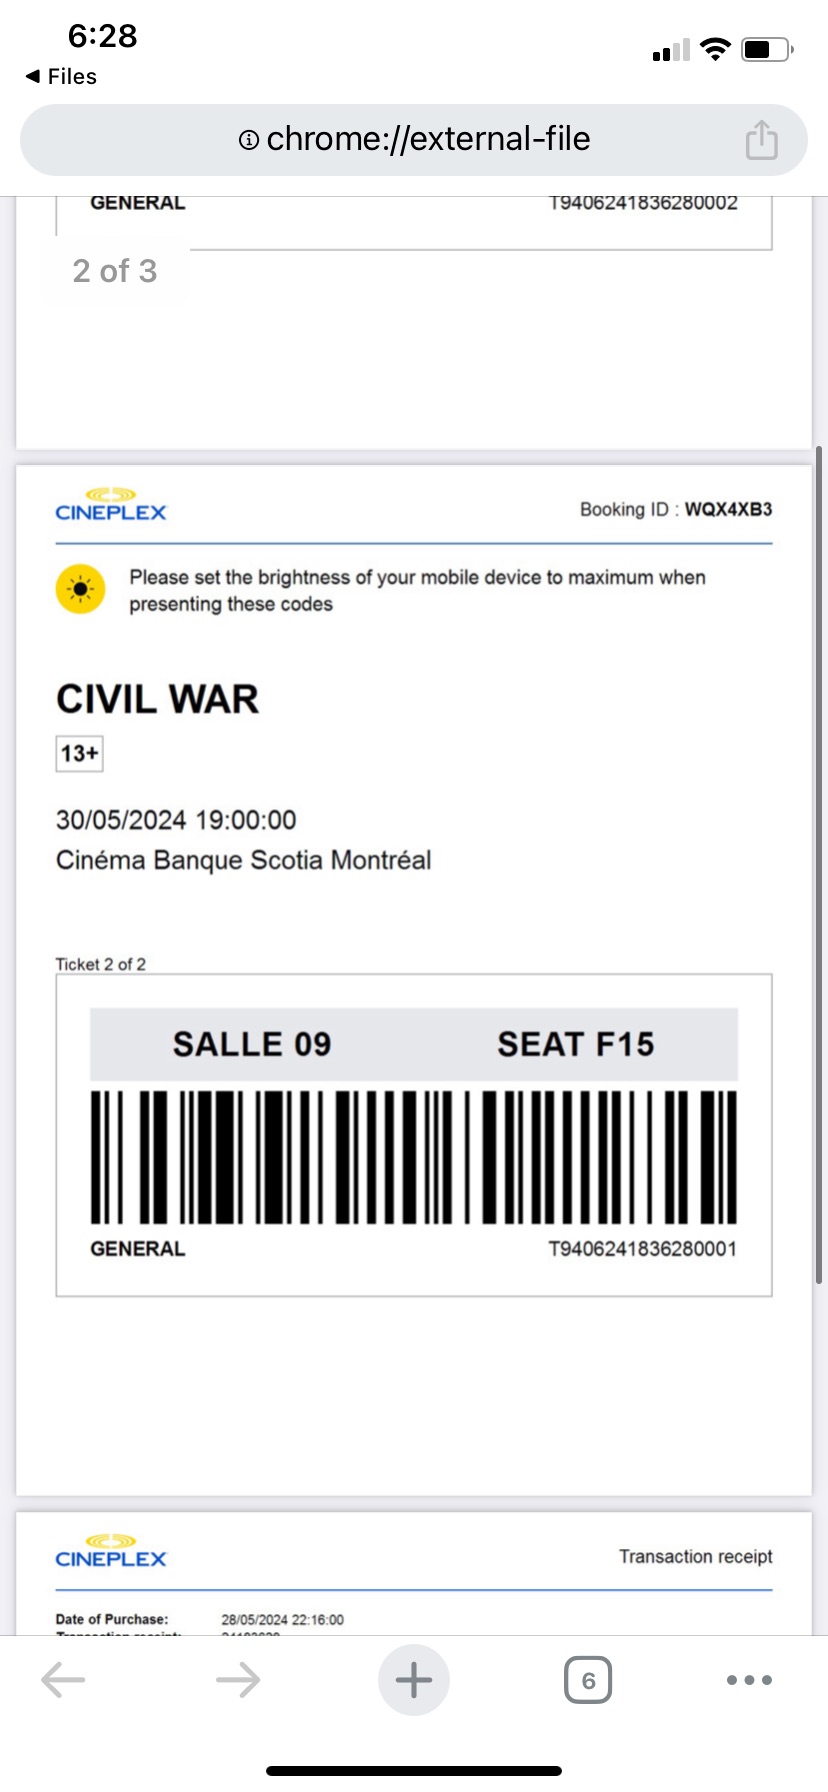 6:28
◀ Files
chrome://external-file
GENERAL T9406241836280002
2 of 3
CINEPLEX Booking ID : WQX4XB3
Please set the brightness of your mobile device to maximum when
presenting these codes
CIVIL WAR
13+
30/05/2024 19:00:00
Cinéma Banque Scotia Montréal
Ticket 2 of 2
SALLE 09 SEAT F15
GENERAL T9406241836280001
CINEPLEX Transaction receipt
Date of Purchase: 28/05/2024 22:16:00
6